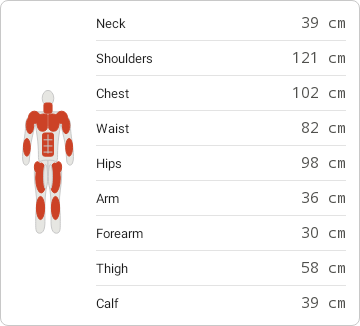 Neck 39 cm
Shoulders 121 cm
Chest 102 cm
Waist 82 cm
Hips 98 cm
Arm 36 cm
Forearm 30 cm
Thigh 58 cm
Calf 39 cm